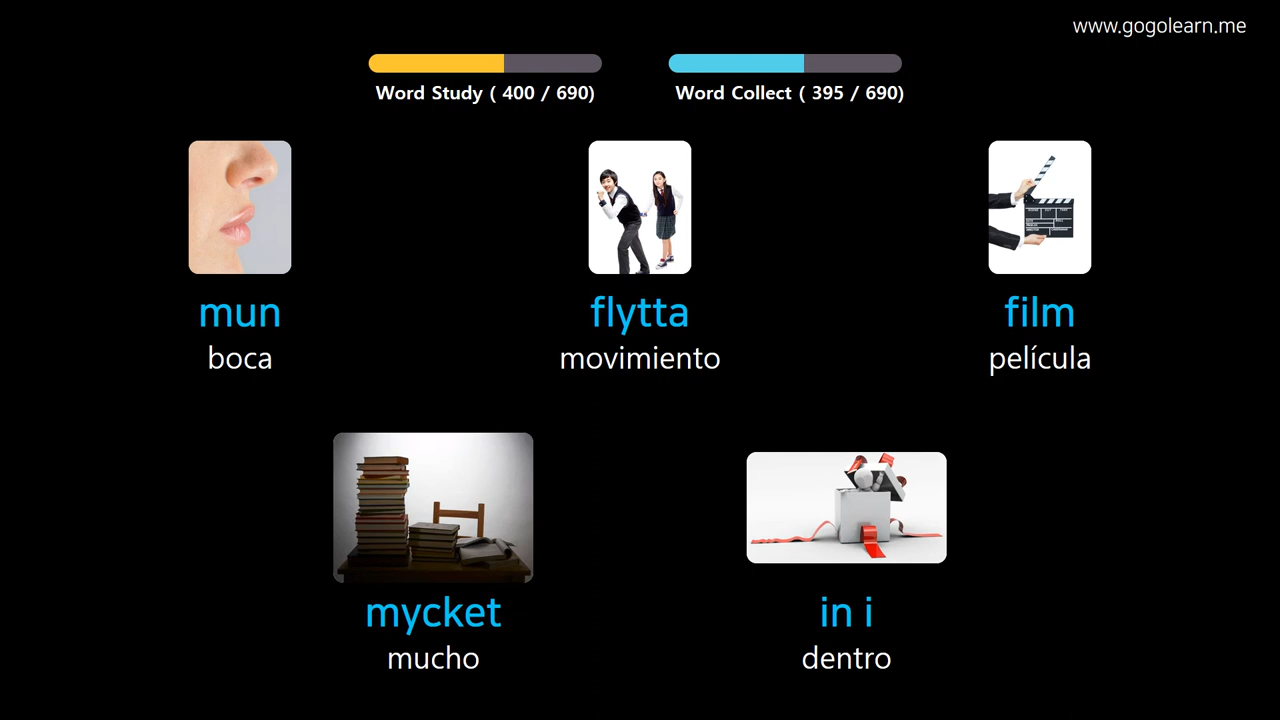 www.gogolearn.me
Word Study ( 400 / 690)
Word Collect ( 395 / 690)
mun
boca
flytta
movimiento
film
película
mycket
mucho
in i
dentro